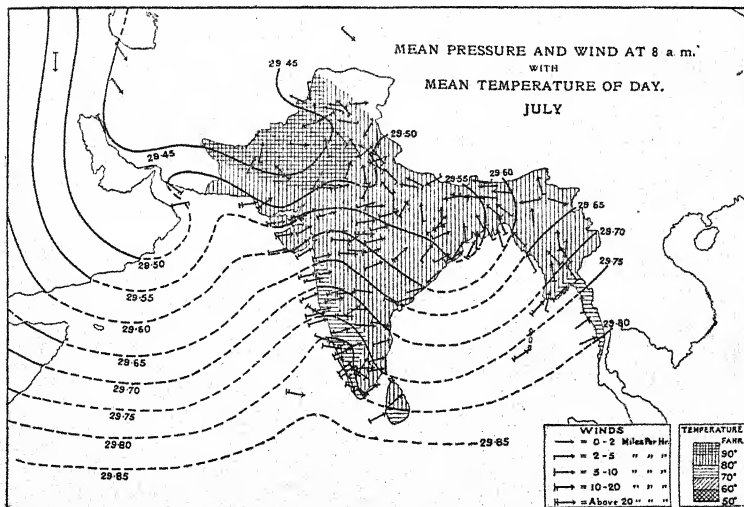 MEAN PRESSURE AND WIND AT 8 a m.
WITH
MEAN TEMPERATURE OF DAY.
JULY
29·45
29·50
29·45
29·55
29·60
29·65
29·70
29·75
29·80
29·50
29·55
29·60
29·65
29·70
29·75
29·80
29·85
29·85
WINDS
= 0-2 Miles Per Hr.
= 2-5 " " "
= 5-10 " " "
= 10-20 " " "
= Above 20 " " "
TEMPERATURE
FAHR.
90°
80°
70°
60°
50°